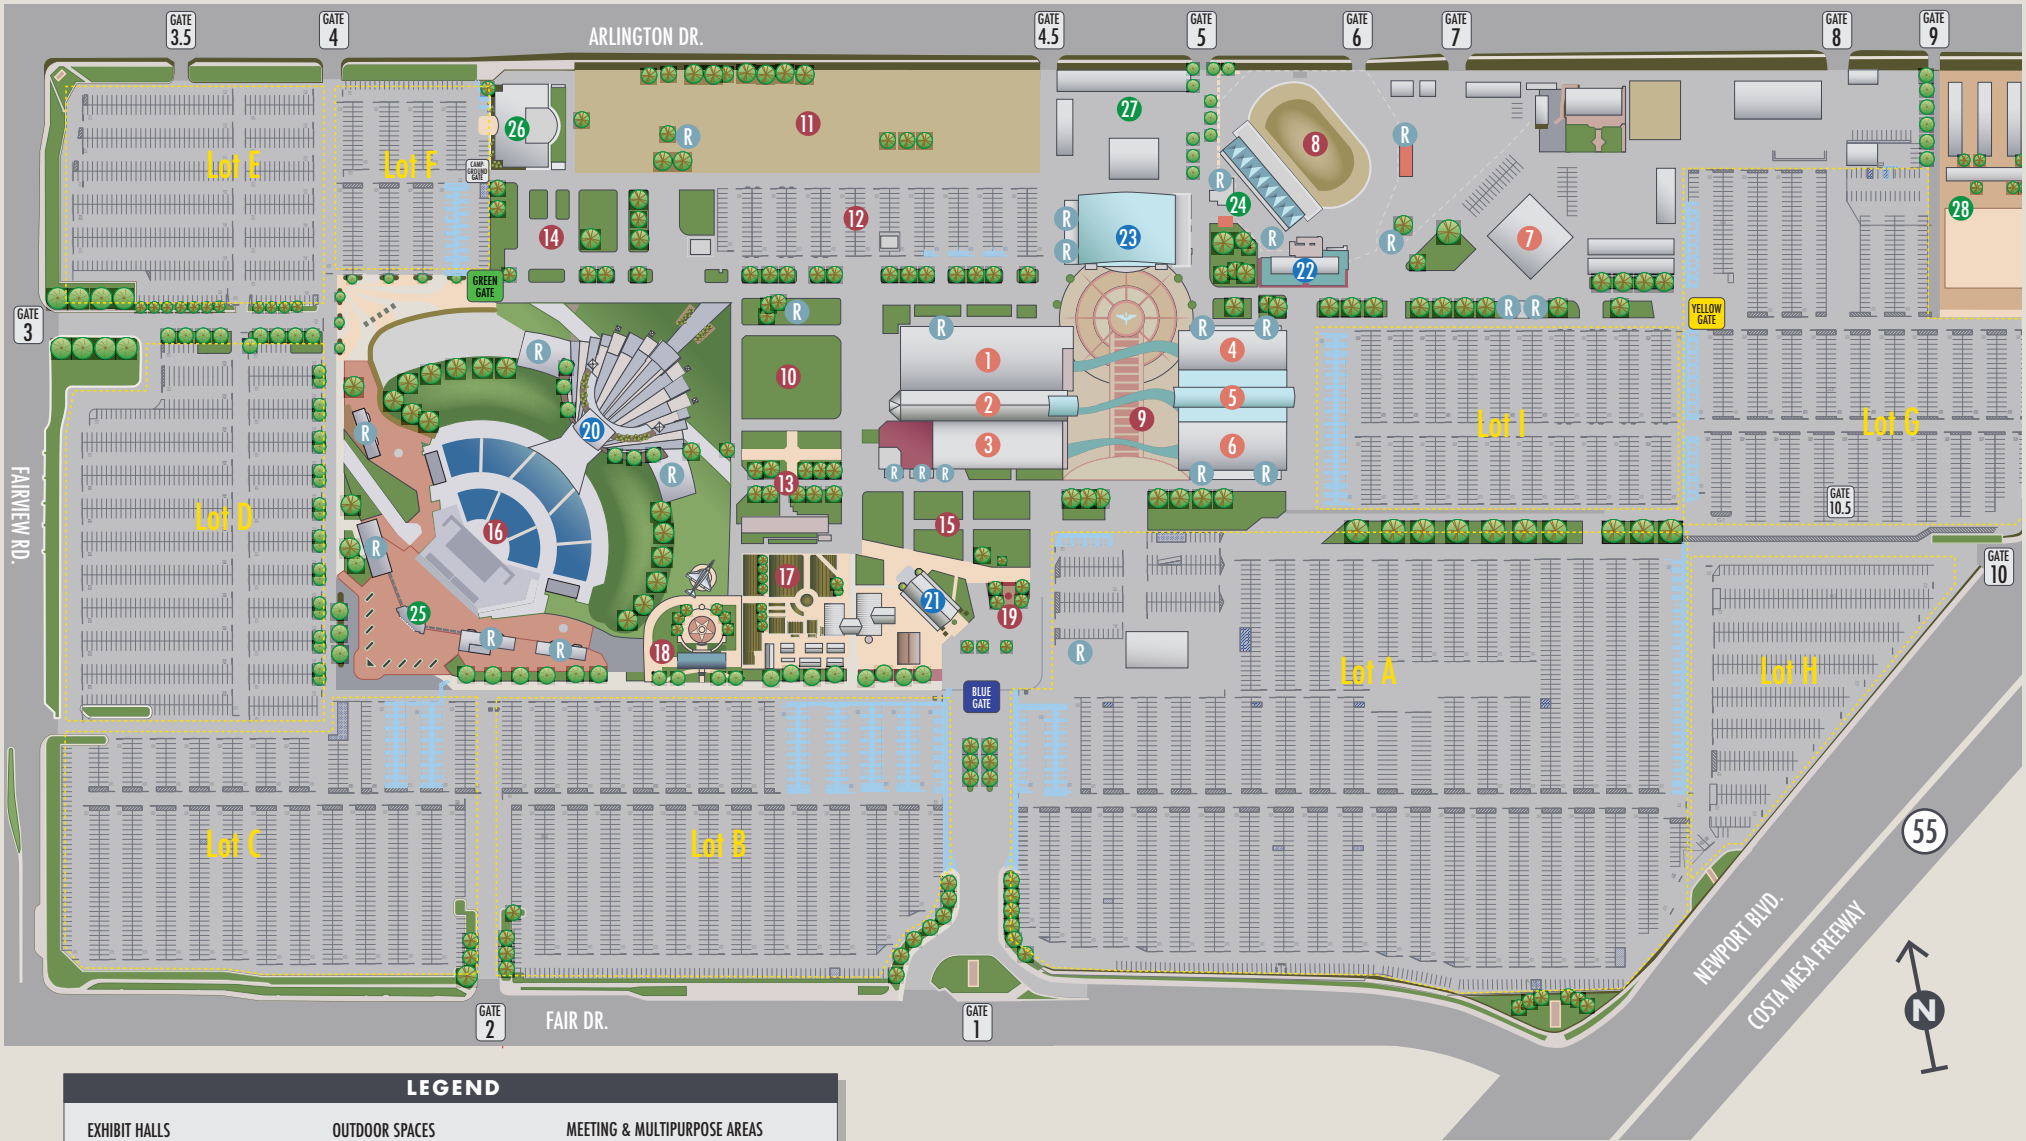 GATE
3.5
GATE
4
ARLINGTON DR.
GATE
4.5
GATE
5
GATE
6
GATE
7
GATE
8
GATE
9
26
R
11
27
8
R
Lot E
Lot F
CAMP-
GROUND
GATE
R
24
28
14
12
R
R
23
R
R
7
22
GREEN
GATE
GATE
3
R
R
R
R
R
R
YELLOW
GATE
R
1
4
10
2
5
Lot I
Lot G
R
20
9
3
6
R
R
R
R
R
R
13
FAIRVIEW RD.
Lot D
16
15
GATE
10.5
R
GATE
10
17
21
25
19
R
R
18
R
Lot A
Lot H
BLUE
GATE
Lot C
Lot B
55
NEWPORT BLVD.
COSTA MESA FREEWAY
N
GATE
2
FAIR DR.
GATE
1
LEGEND
EXHIBIT HALLS
OUTDOOR SPACES
MEETING & MULTIPURPOSE AREAS